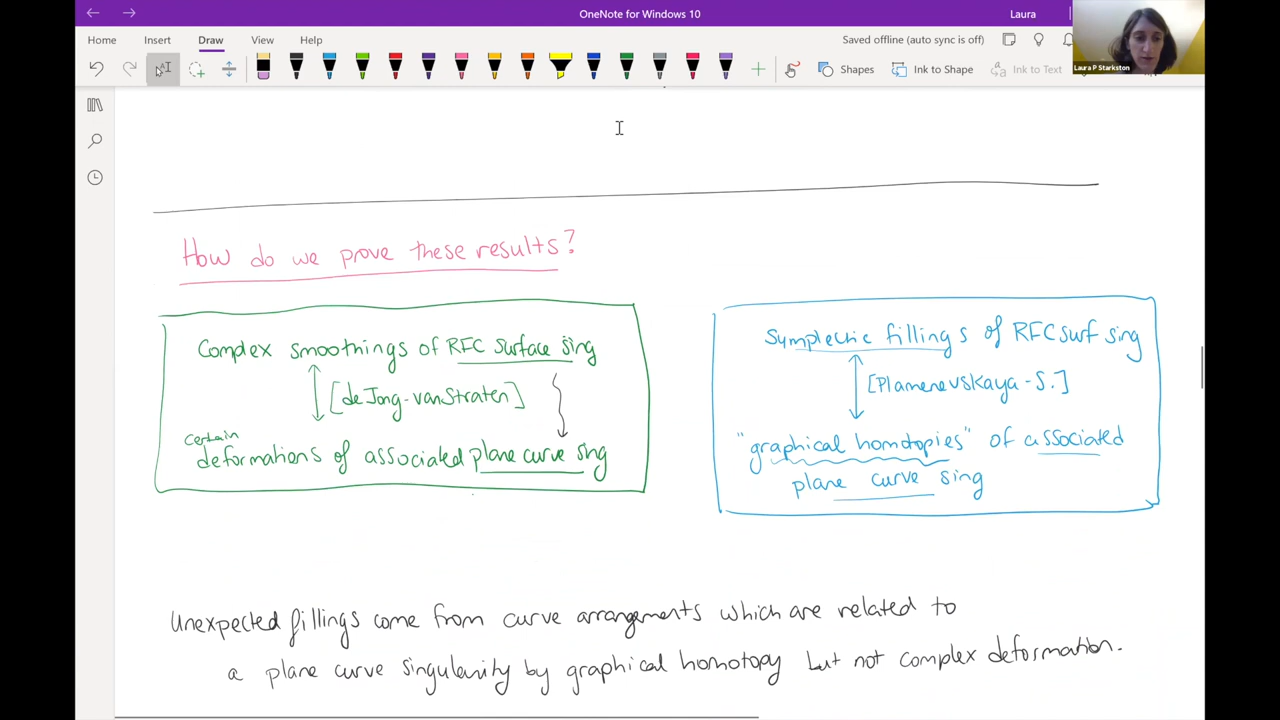 OneNote for Windows 10
Laura
Home Insert Draw View Help
Saved offline (auto sync is off)
Shapes Ink to Shape Ink to Text
Laura P Starkston
How do we prove these results?
Complex smoothings of RFC surface sing
[deJong-vanStraten]
certain
deformations of associated plane curve sing
Symplectic fillings of RFC surf sing
[Plamenevskaya-S.]
"graphical homotopies" of associated
plane curve sing
Unexpected fillings come from curve arrangements which are related to
a plane curve singularity by graphical homotopy but not complex deformation.